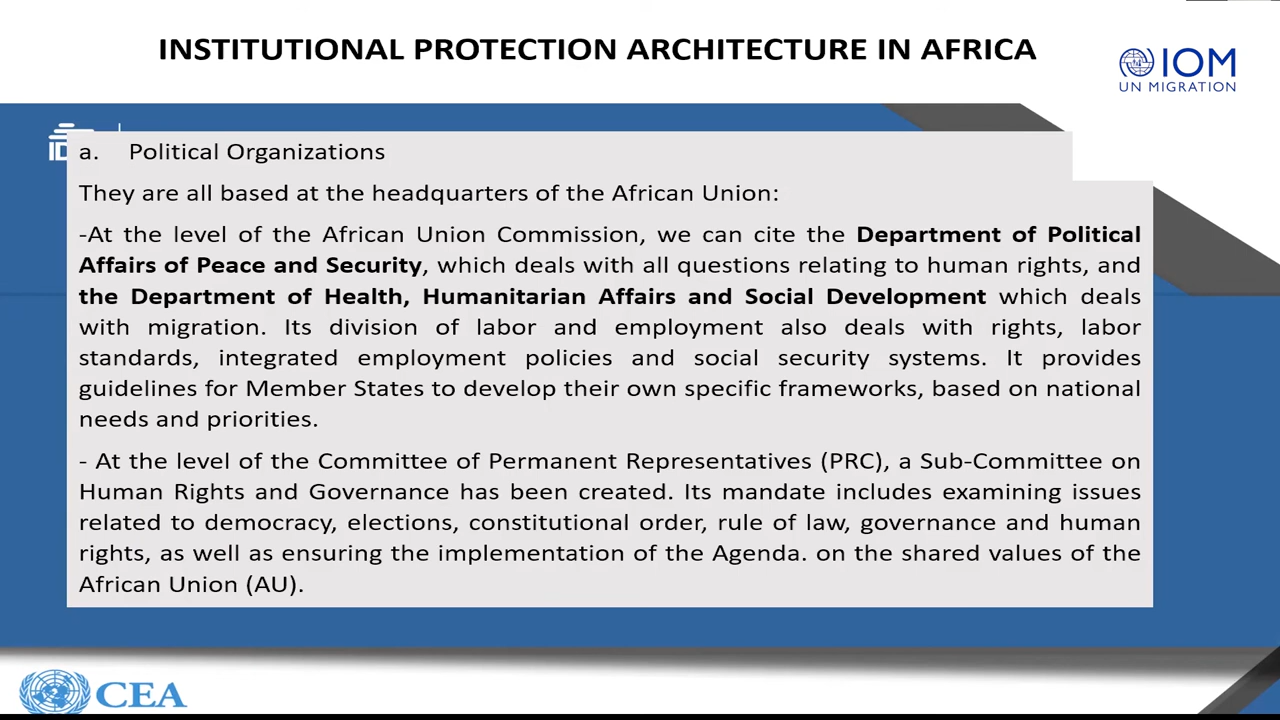 INSTITUTIONAL PROTECTION ARCHITECTURE IN AFRICA
IOM
UN MIGRATION
a. Political Organizations
They are all based at the headquarters of the African Union:
-At the level of the African Union Commission, we can cite the Department of Political
Affairs of Peace and Security, which deals with all questions relating to human rights, and
the Department of Health, Humanitarian Affairs and Social Development which deals
with migration. Its division of labor and employment also deals with rights, labor
standards, integrated employment policies and social security systems. It provides
guidelines for Member States to develop their own specific frameworks, based on national
needs and priorities.
- At the level of the Committee of Permanent Representatives (PRC), a Sub-Committee on
Human Rights and Governance has been created. Its mandate includes examining issues
related to democracy, elections, constitutional order, rule of law, governance and human
rights, as well as ensuring the implementation of the Agenda. on the shared values of the
African Union (AU).
CEA